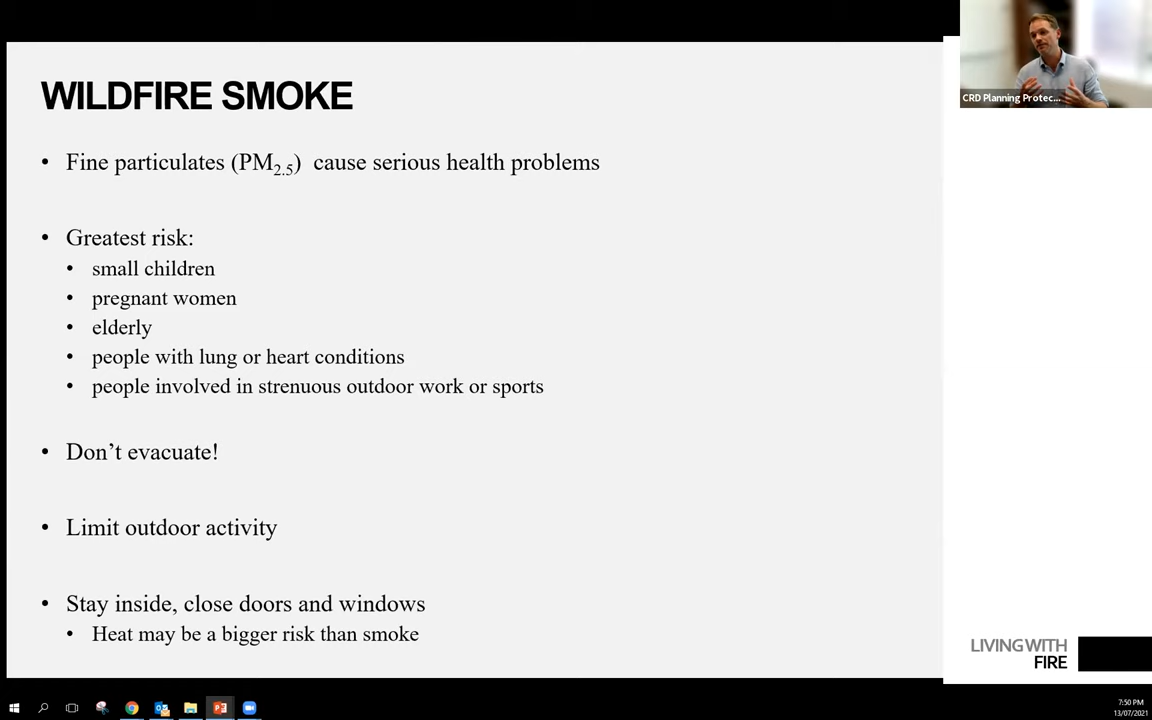 WILDFIRE SMOKE
• Fine particulates (PM2.5) cause serious health problems
• Greatest risk:
• small children
• pregnant women
• elderly
• people with lung or heart conditions
• people involved in strenuous outdoor work or sports
• Don’t evacuate!
• Limit outdoor activity
• Stay inside, close doors and windows
• Heat may be a bigger risk than smoke
CRD Planning Protec...
LIVING WITH
FIRE
7:50 PM
13/07/2021